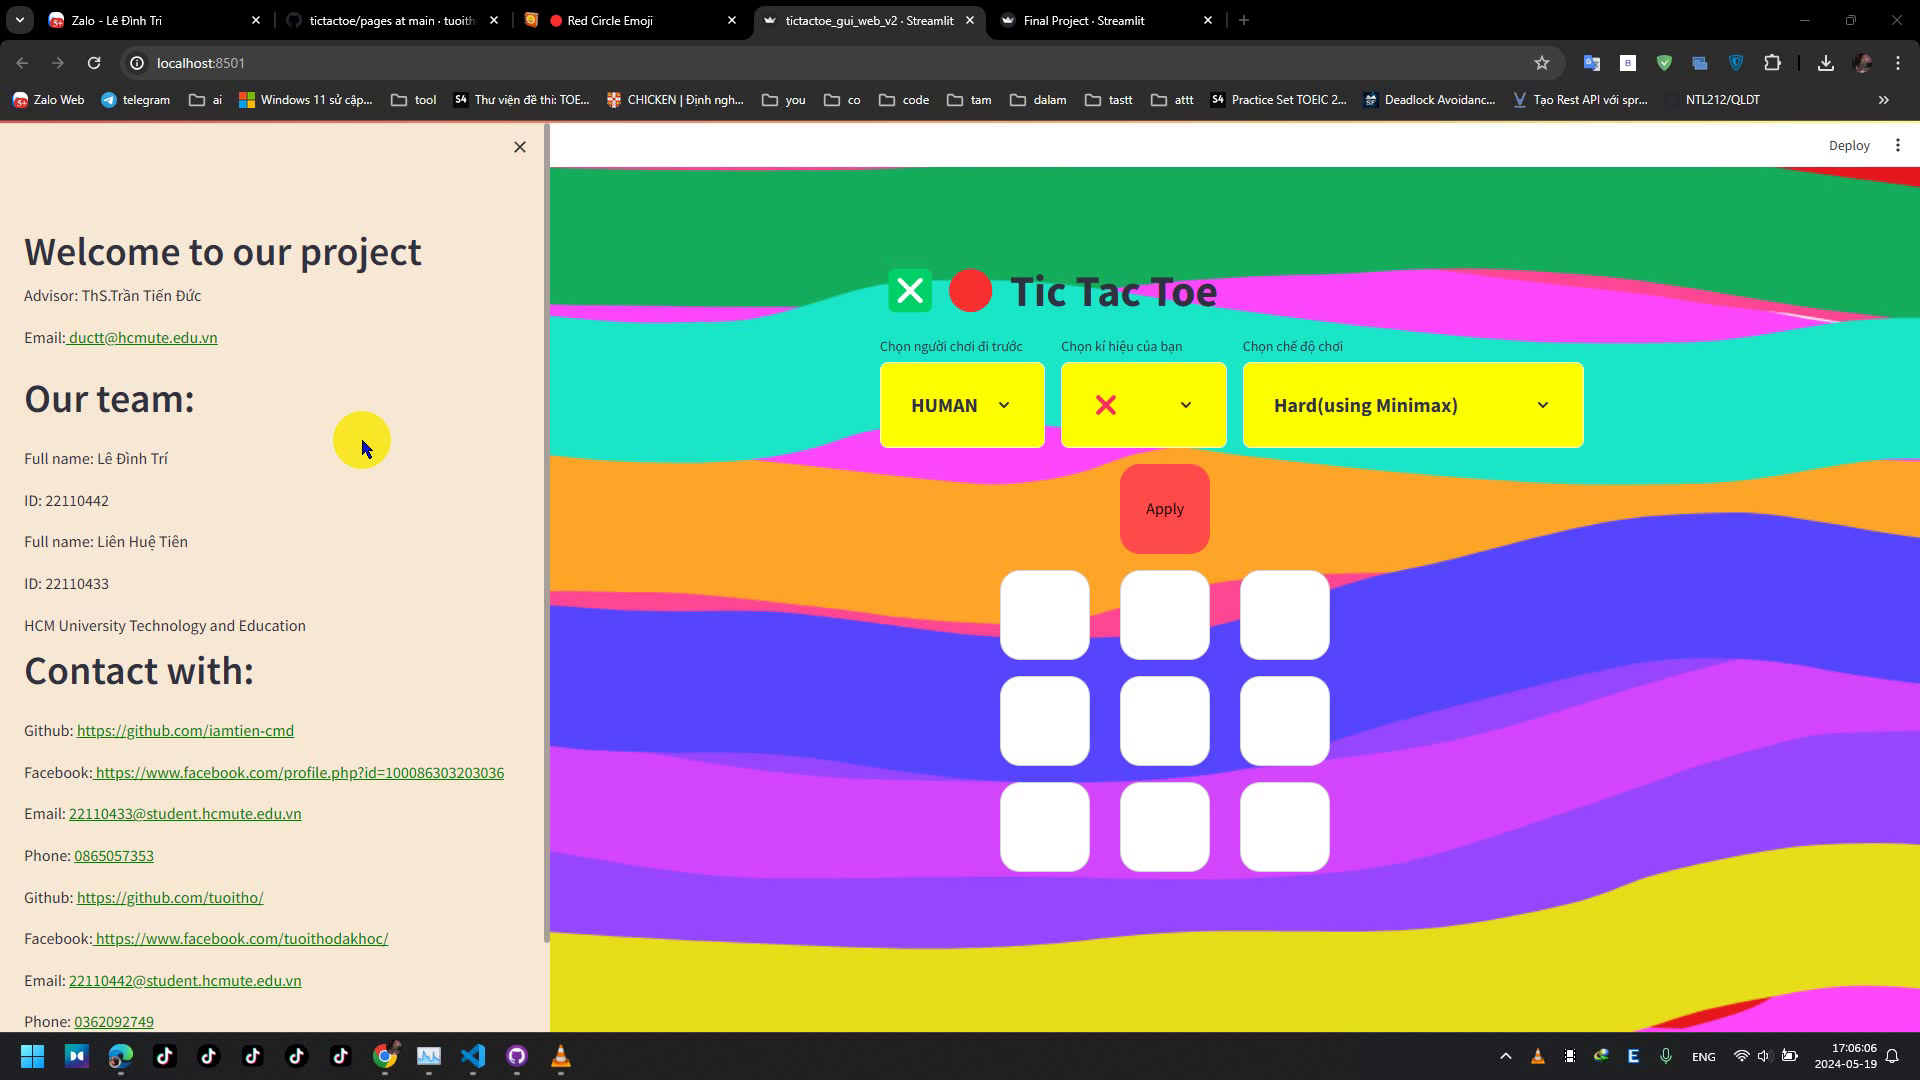 Zalo - Lê Đình Trí
tictactoe/pages at main · tuoith
Red Circle Emoji
tictactoe_gui_web_v2 · Streamlit
Final Project · Streamlit
localhost:8501
Zalo Web
telegram
ai
Windows 11 sử cập...
tool
Thư viện đề thi: TOE...
CHICKEN | Định ngh...
you
co
code
tam
dalam
tastt
attt
Practice Set TOEIC 2...
Deadlock Avoidanc...
Tạo Rest API với spr...
NTL212/QLDT
Deploy
Welcome to our project
Advisor: ThS.Trần Tiến Đức
Email: ductt@hcmute.edu.vn
Our team:
Full name: Lê Đình Trí
ID: 22110442
Full name: Liên Huệ Tiên
ID: 22110433
HCM University Technology and Education
Contact with:
Github: https://github.com/iamtien-cmd
Facebook: https://www.facebook.com/profile.php?id=100086303203036
Email: 22110433@student.hcmute.edu.vn
Phone: 0865057353
Github: https://github.com/tuoitho/
Facebook: https://www.facebook.com/tuoithodakhoc/
Email: 22110442@student.hcmute.edu.vn
Phone: 0362092749
Tic Tac Toe
Chọn người chơi đi trước
Chọn kí hiệu của bạn
Chọn chế độ chơi
HUMAN
Hard(using Minimax)
Apply
ENG
17:06:06
2024-05-19